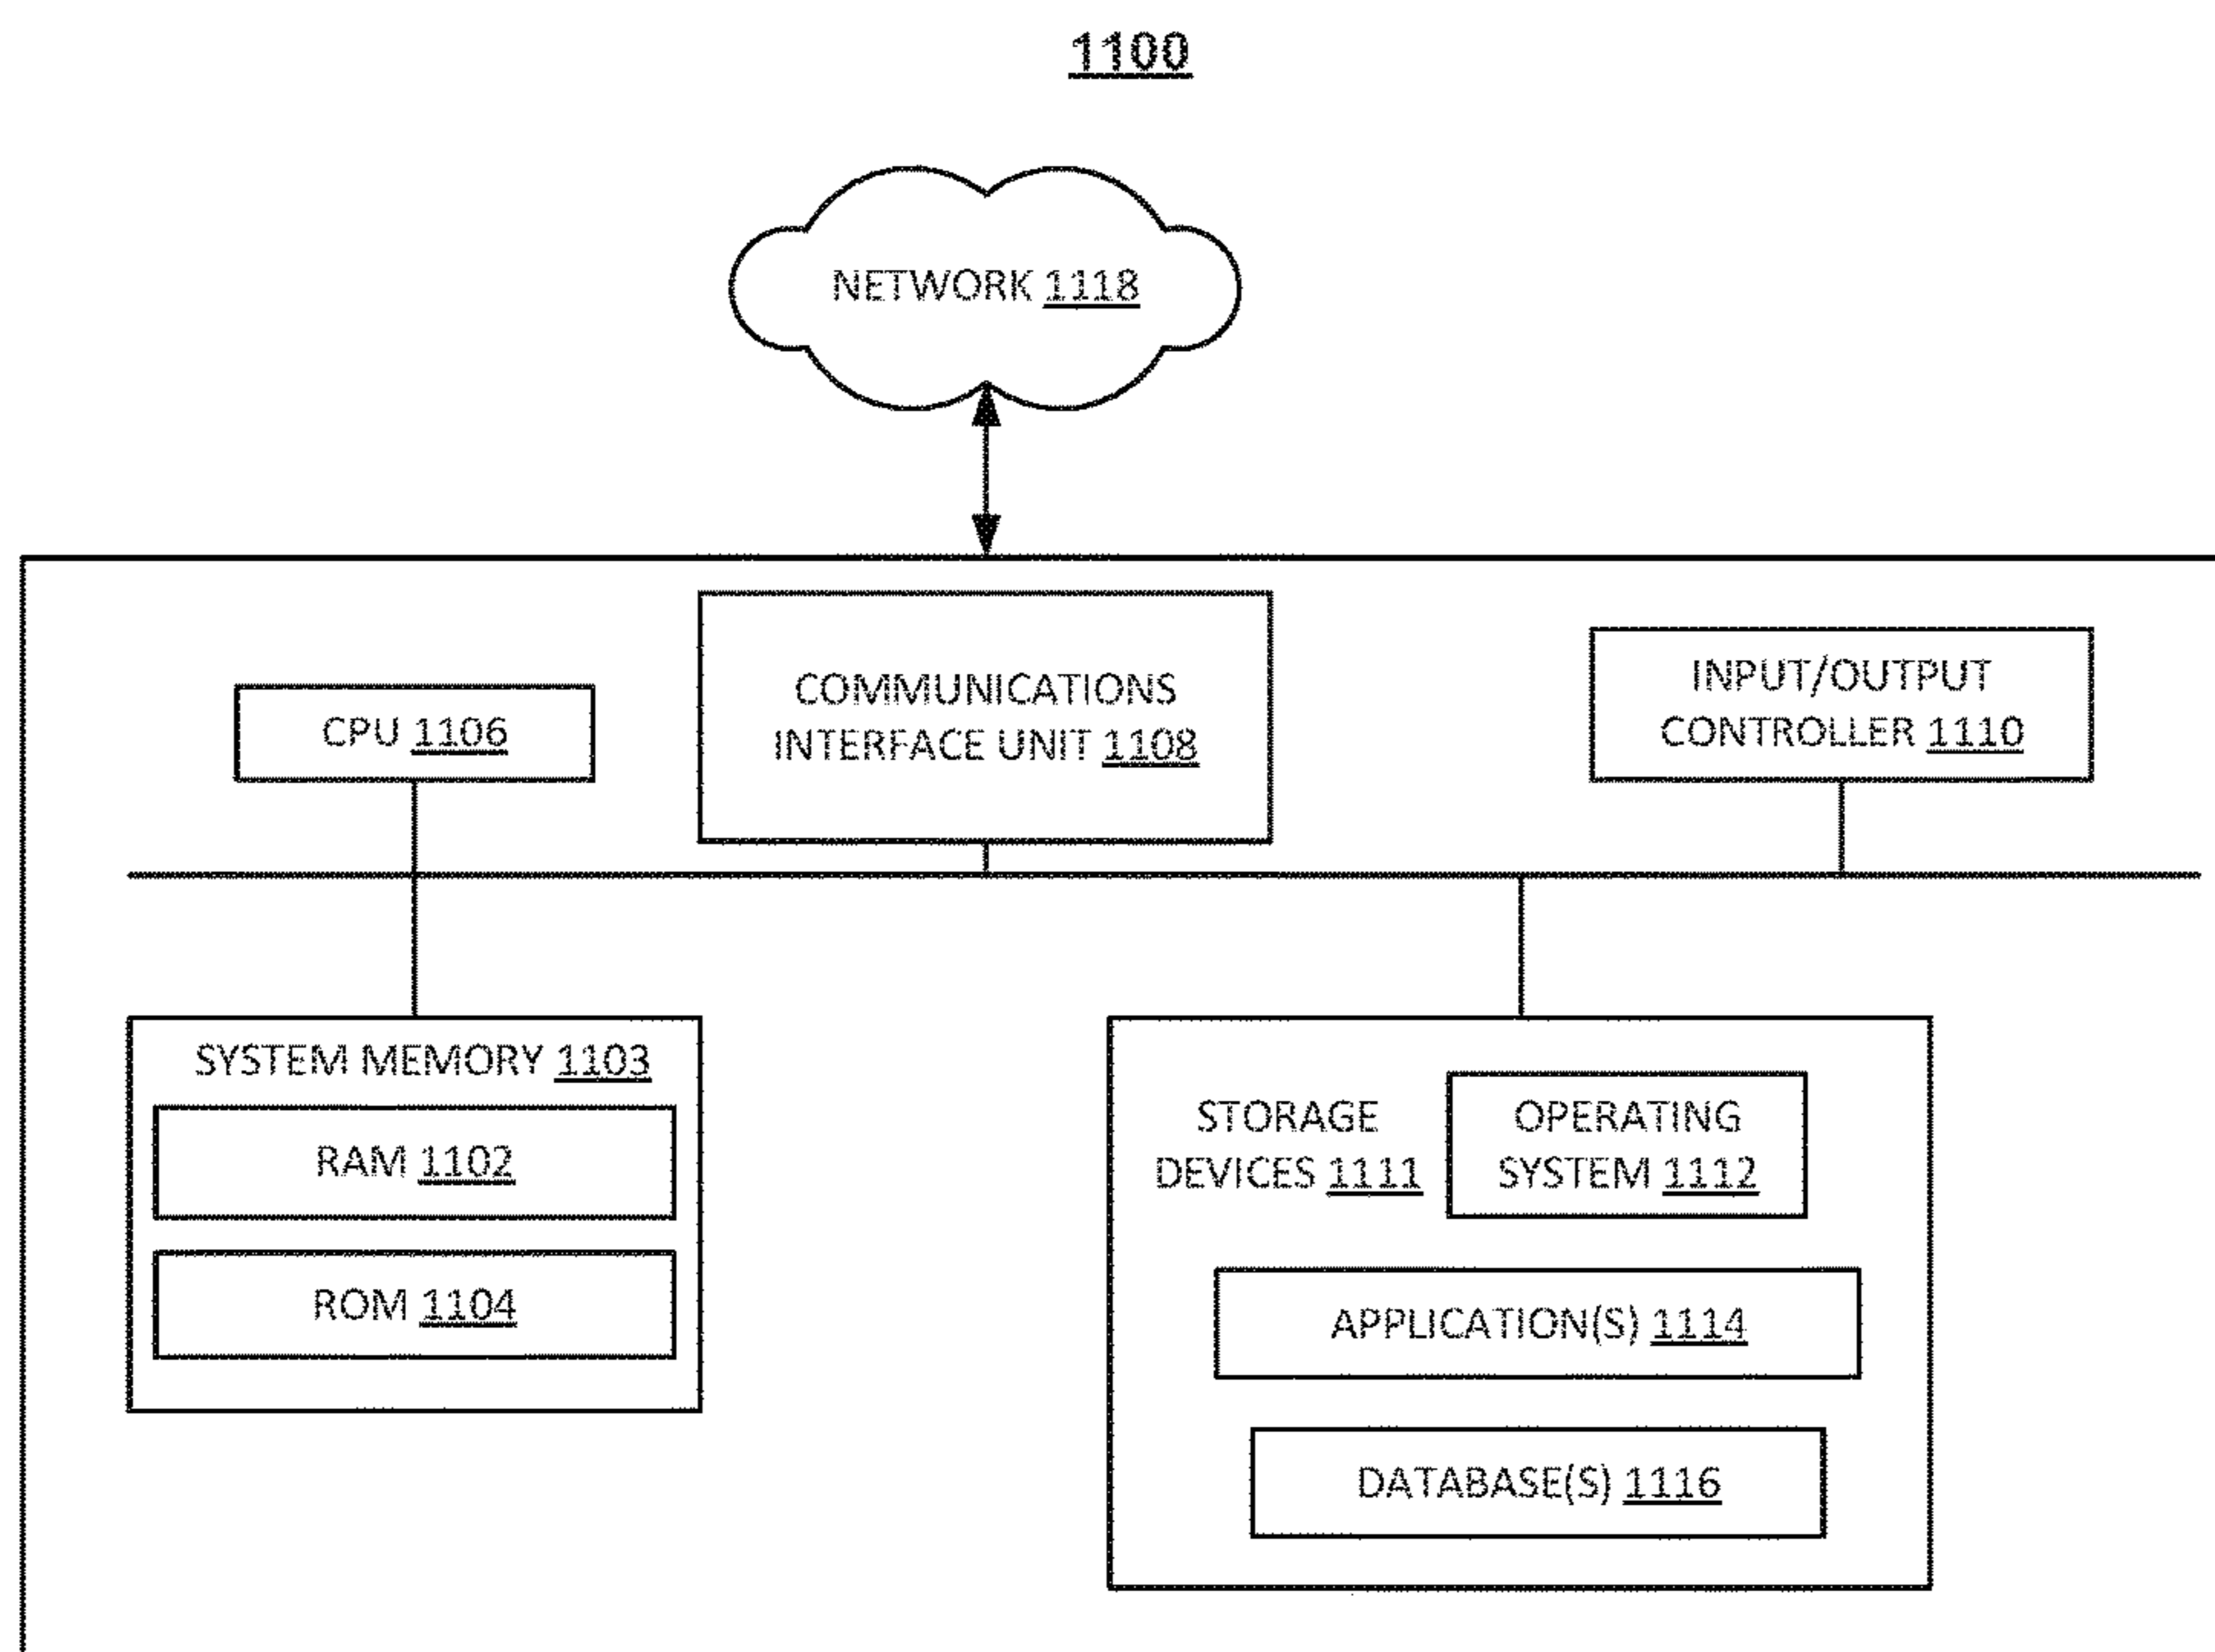 1100
NETWORK 1118
COMMUNICATIONS
INTERFACE UNIT 1108
INPUT/OUTPUT
CONTROLLER 1110
CPU 1106
SYSTEM MEMORY 1103
RAM 1102
ROM 1104
STORAGE
DEVICES 1111
OPERATING
SYSTEM 1112
APPLICATION(S) 1114
DATABASE(S) 1116